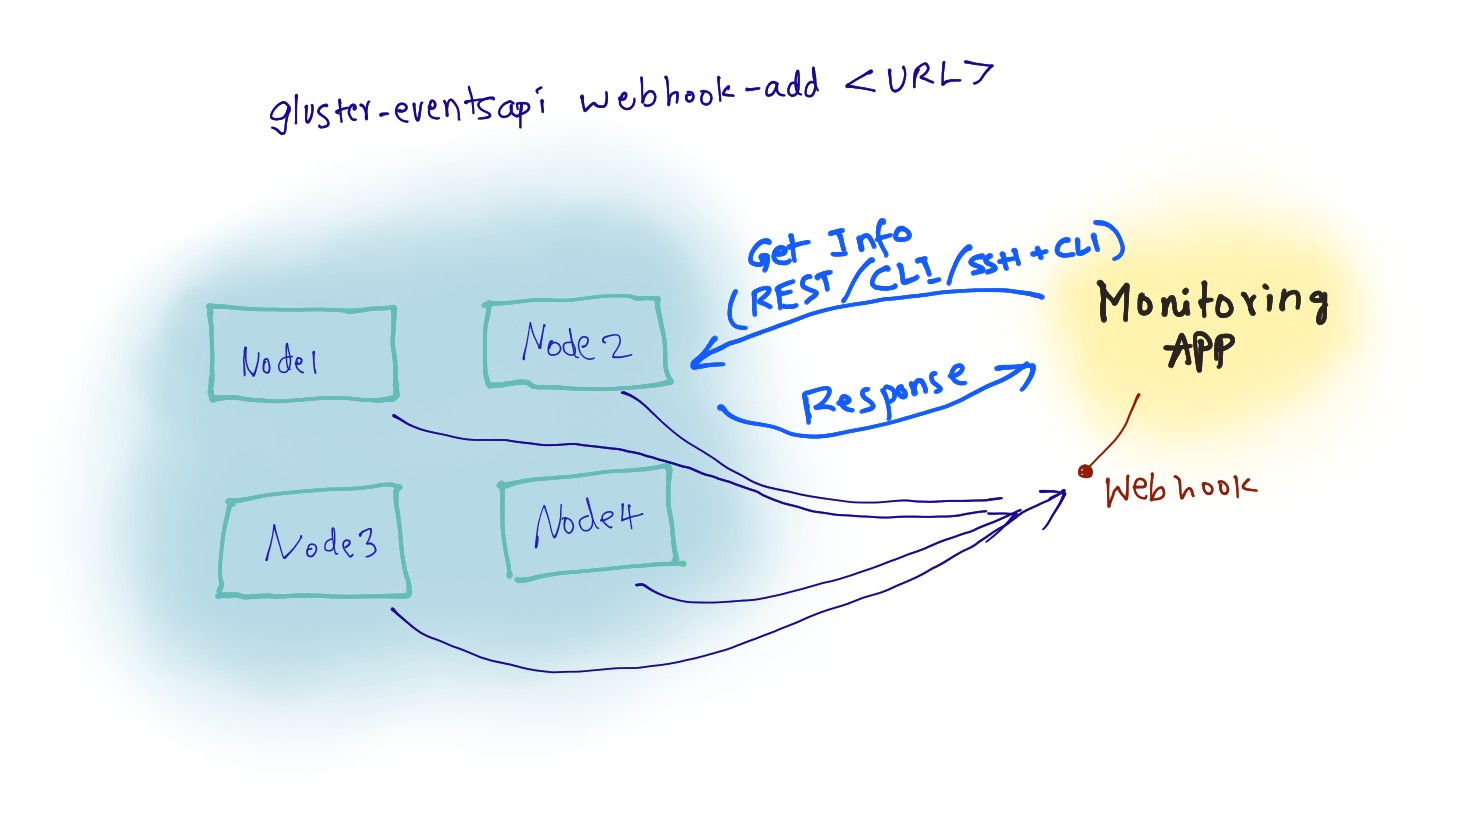 gluster-eventsapi webhook-add <URL>
Get Info
(REST/CLI/SSH+CLI)
Monitoring
APP
Node1
Node2
Response
Webhook
Node3
Node4